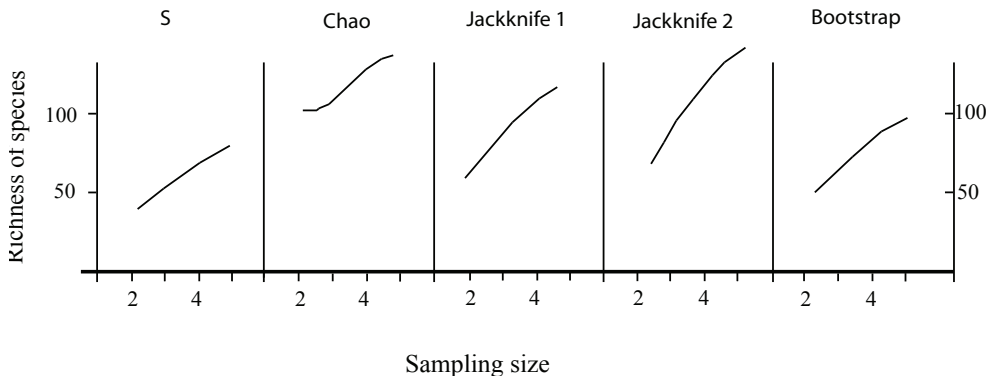 S Chao Jackknife 1 Jackknife 2 Bootstrap
Richness of species
100 100
50 50
2 4 2 4 2 4 2 4 2 4
Sampling size